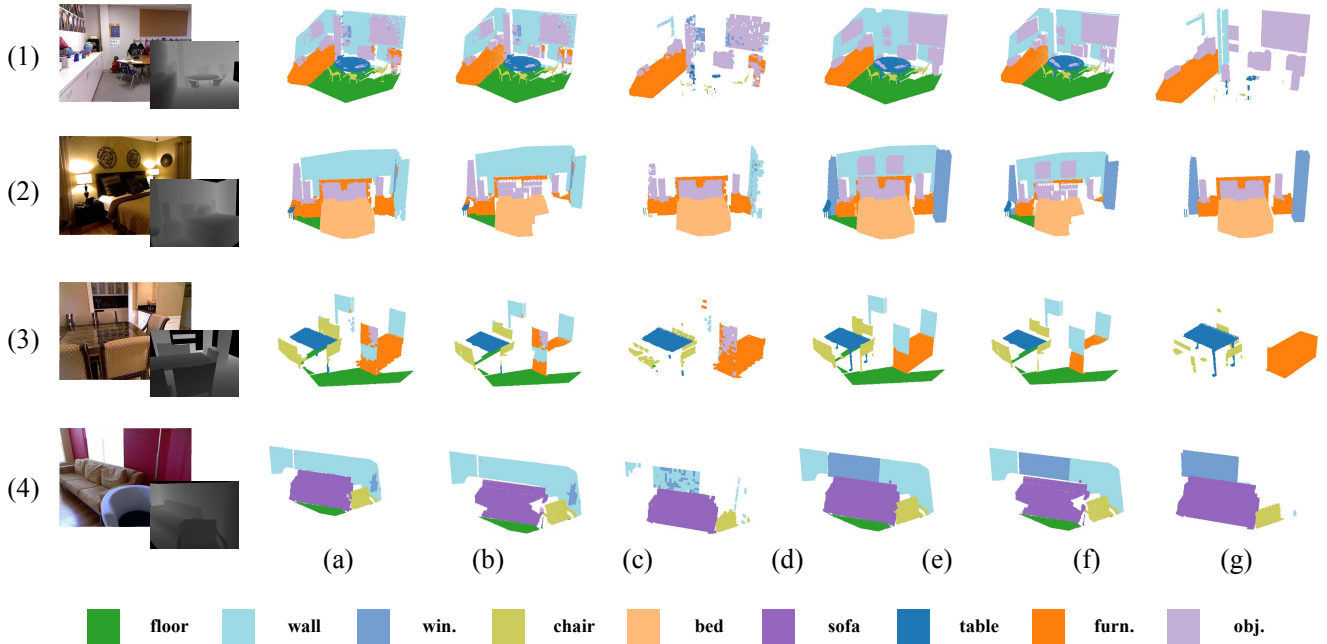 (1)
(2)
(3)
(4)
(a) (b) (c) (d) (e) (f) (g)
floor wall win. chair bed sofa table furn. obj.